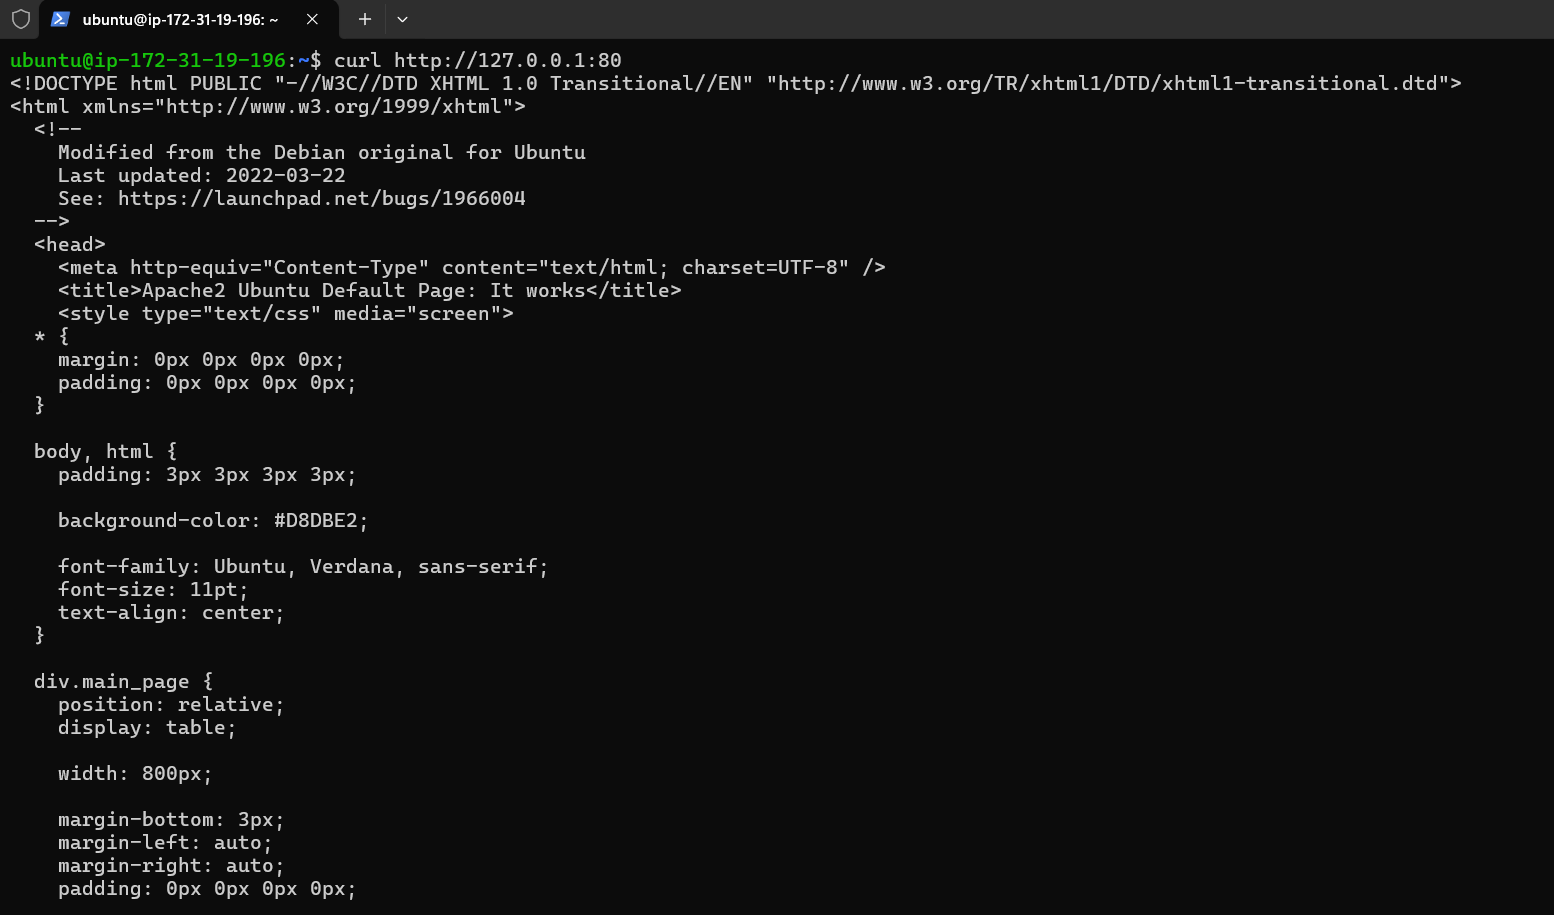 ubuntu@ip-172-31-19-196: ~
ubuntu@ip-172-31-19-196:~$ curl http://127.0.0.1:80
<!DOCTYPE html PUBLIC "-//W3C//DTD XHTML 1.0 Transitional//EN" "http://www.w3.org/TR/xhtml1/DTD/xhtml1-transitional.dtd">
<html xmlns="http://www.w3.org/1999/xhtml">
  <!--
    Modified from the Debian original for Ubuntu
    Last updated: 2022-03-22
    See: https://launchpad.net/bugs/1966004
  -->
  <head>
    <meta http-equiv="Content-Type" content="text/html; charset=UTF-8" />
    <title>Apache2 Ubuntu Default Page: It works</title>
    <style type="text/css" media="screen">
  * {
    margin: 0px 0px 0px 0px;
    padding: 0px 0px 0px 0px;
  }

  body, html {
    padding: 3px 3px 3px 3px;

    background-color: #D8DBE2;

    font-family: Ubuntu, Verdana, sans-serif;
    font-size: 11pt;
    text-align: center;
  }

  div.main_page {
    position: relative;
    display: table;

    width: 800px;

    margin-bottom: 3px;
    margin-left: auto;
    margin-right: auto;
    padding: 0px 0px 0px 0px;